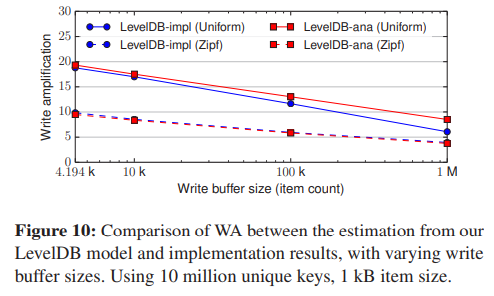 30
25
20
15
10
5
0
Write amplification
LevelDB-impl (Uniform)
LevelDB-ana (Uniform)
LevelDB-impl (Zipf)
LevelDB-ana (Zipf)
4.194 k
10 k
100 k
1 M
Write buffer size (item count)
Figure 10: Comparison of WA between the estimation from our
LevelDB model and implementation results, with varying write
buffer sizes. Using 10 million unique keys, 1 kB item size.